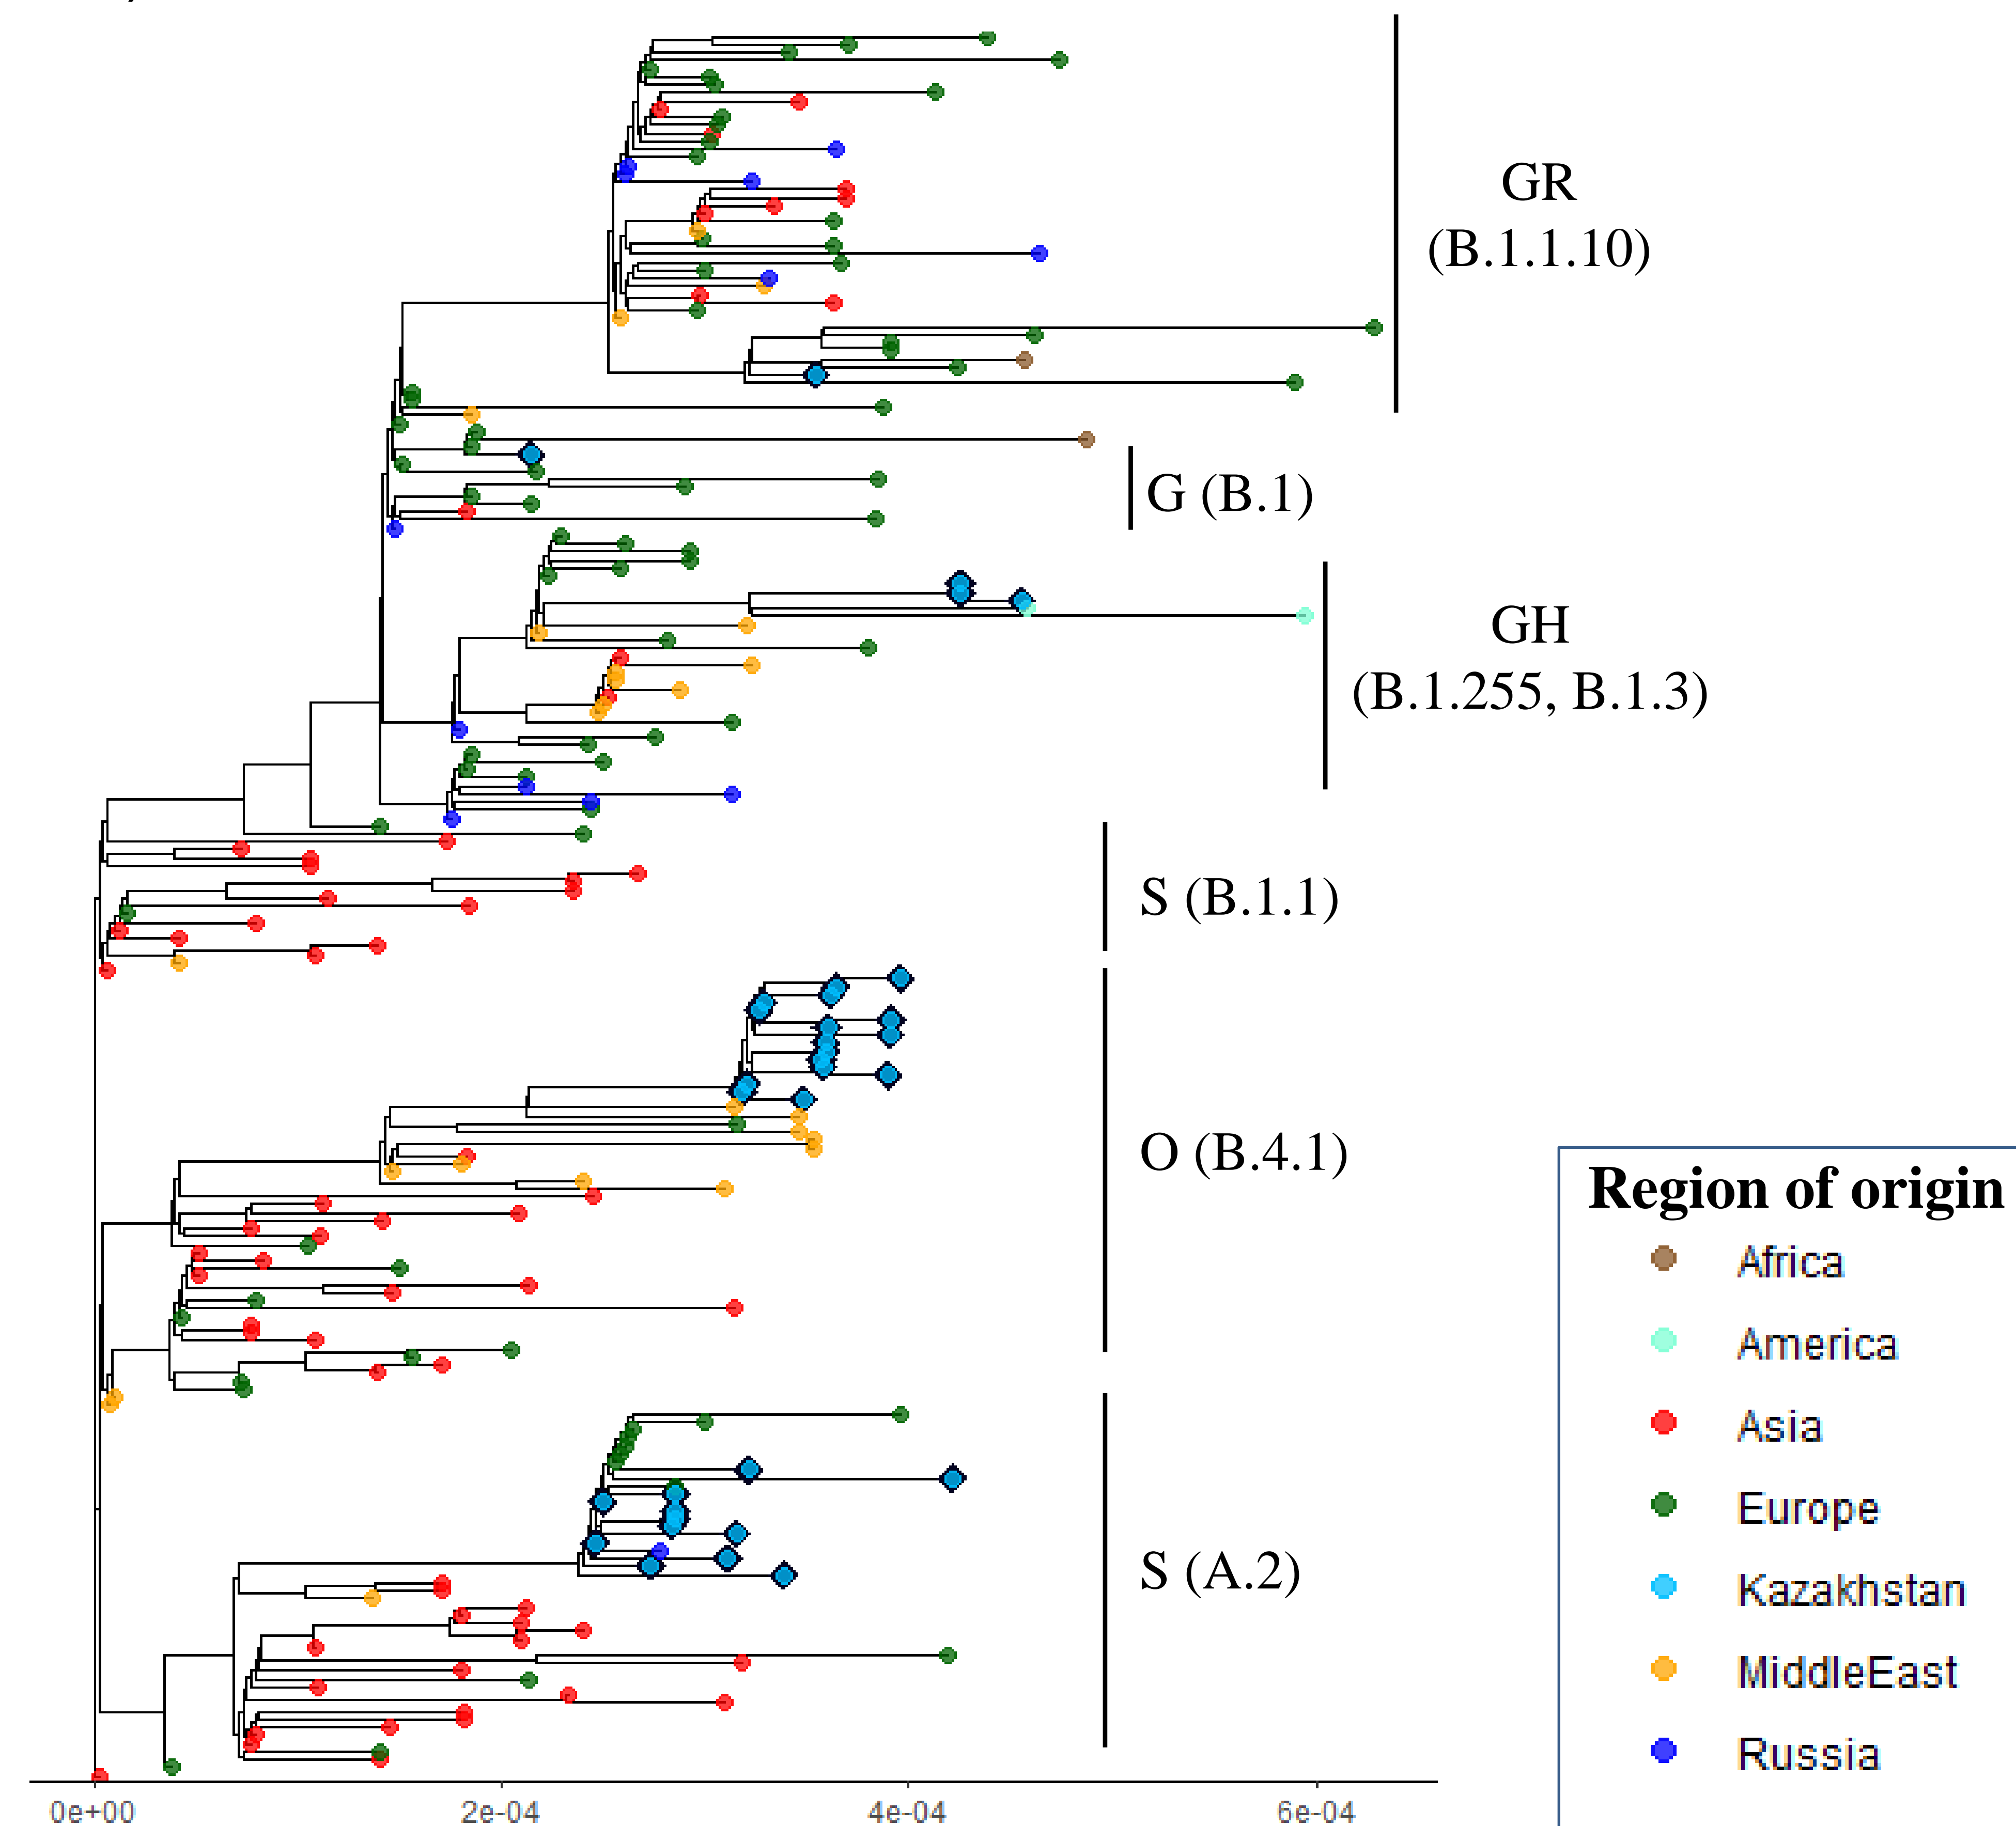 GR
(B.1.1.10)
G (B.1)
GH
(B.1.255, B.1.3)
S (B.1.1)
O (B.4.1)
S (A.2)
Region of origin
Africa
America
Asia
Europe
Kazakhstan
MiddleEast
Russia
0e+00 2e-04 4e-04 6e-04